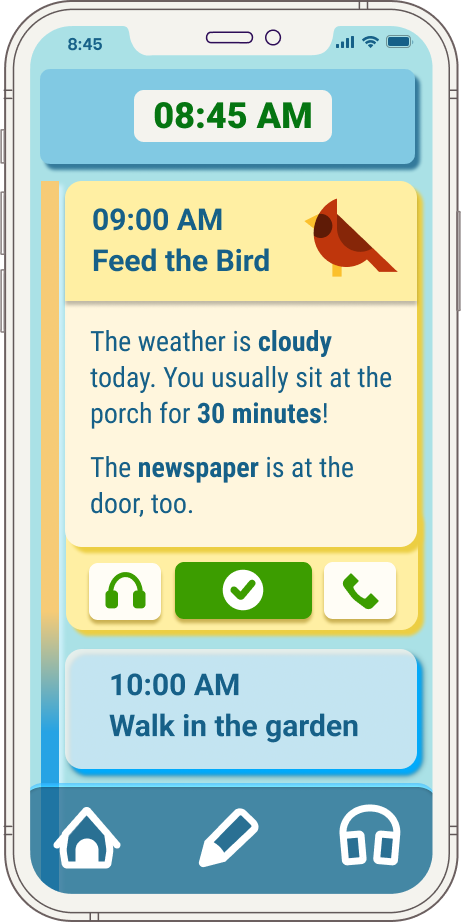 8:45
08:45 AM
09:00 AM
Feed the Bird
The weather is cloudy
today. You usually sit at the
porch for 30 minutes!
The newspaper is at the
door, too.
10:00 AM
Walk in the garden